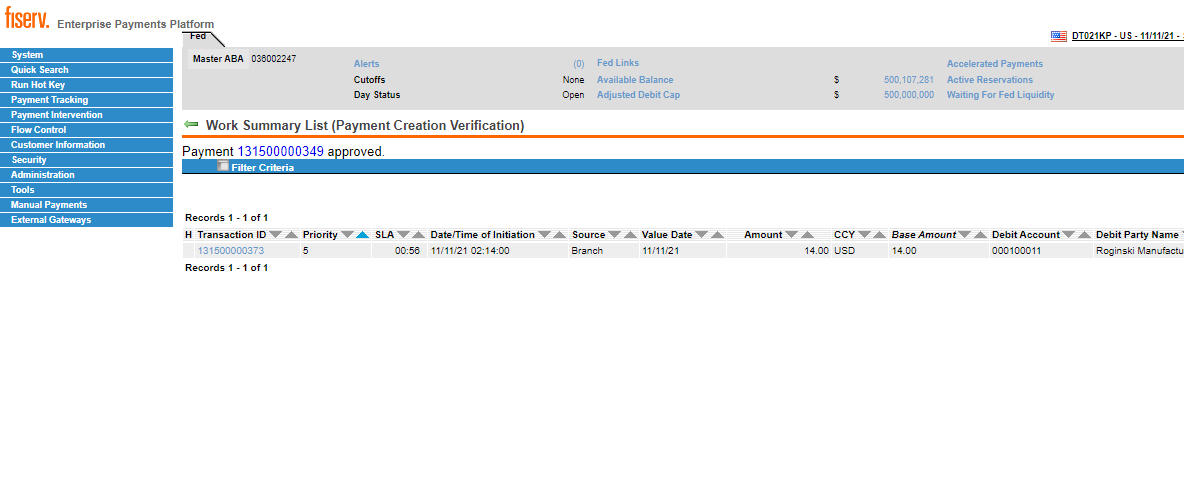 fiserv. Enterprise Payments Platform
Fed
DT021KP - US - 11/11/21 -
System
Quick Search
Run Hot Key
Payment Tracking
Payment Intervention
Flow Control
Customer Information
Security
Administration
Tools
Manual Payments
External Gateways
Master ABA 036002247
Alerts (0) Fed Links Accelerated Payments
Cutoffs None Available Balance $ 500,107,281 Active Reservations
Day Status Open Adjusted Debit Cap $ 500,000,000 Waiting For Fed Liquidity
Work Summary List (Payment Creation Verification)
Payment 131500000349 approved.
Filter Criteria
Records 1 - 1 of 1
H Transaction ID Priority SLA Date/Time of Initiation Source Value Date Amount CCY Base Amount Debit Account Debit Party Name
131500000373 5 00:56 11/11/21 02:14:00 Branch 11/11/21 14.00 USD 14.00 000100011 Roginski Manufactu
Records 1 - 1 of 1